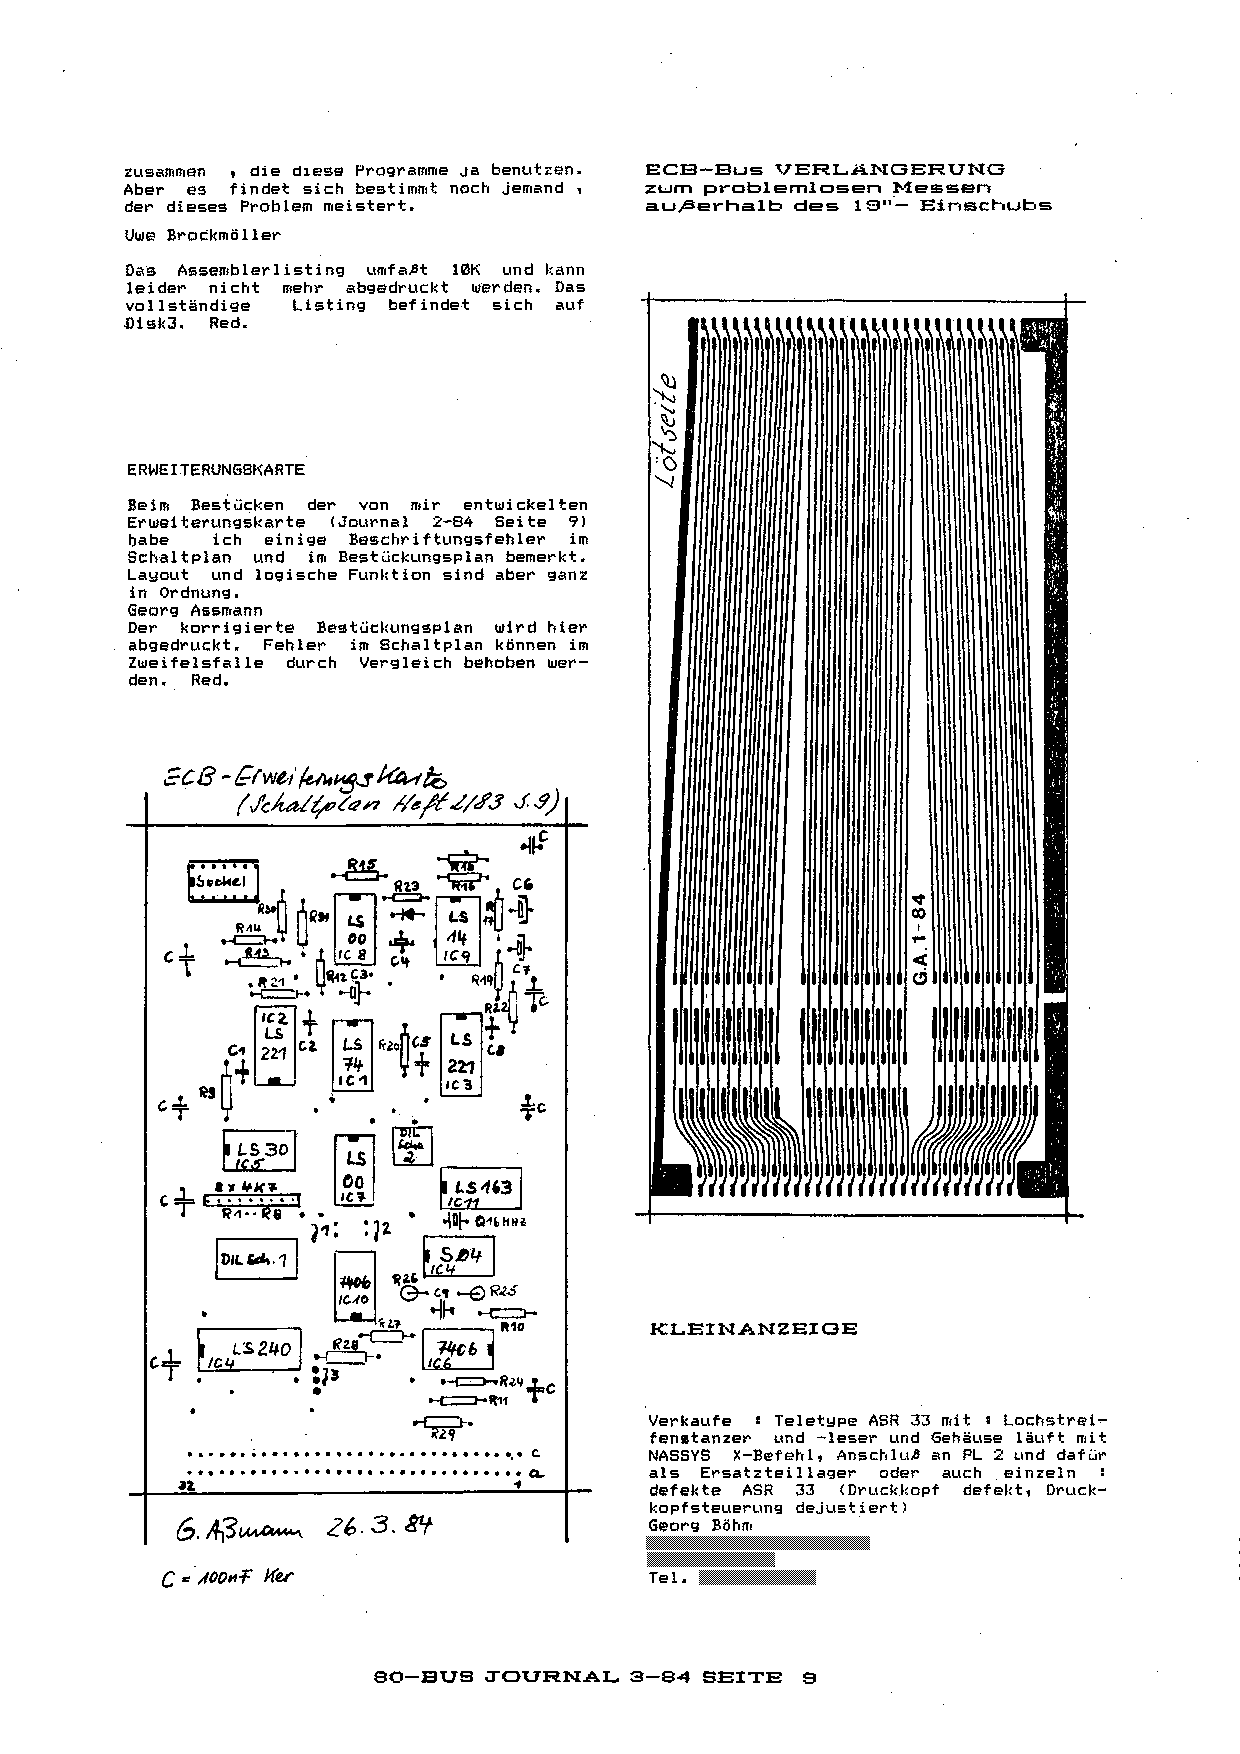 zusammen , die diese Programme ja benutzen.
Aber es findet sich bestimmt noch jemand ,
der dieses Problem meistert.
Uwe Brockmöller
Das Assemblerlisting umfaßt 10K und kann
leider nicht mehr abgedruckt werden. Das
vollständige Listing befindet sich auf
Disk3. Red.
ERWEITERUNGSKARTE
Beim Bestücken der von mir entwickelten
Erweiterungskarte (Journal 2-84 Seite 9)
habe ich einige Beschriftungsfehler im
Schaltplan und im Bestückungsplan bemerkt.
Layout und logische Funktion sind aber ganz
in Ordnung.
Georg Assmann
Der korrigierte Bestückungsplan wird hier
abgedruckt. Fehler im Schaltplan können im
Zweifelsfalle durch Vergleich behoben wer-
den. Red.
ECB-Erweiterungskarte
(Schaltplan Heft 2/83 S.9)
C
Sockel
R15
R16
R23
C6
R30
R31
LS
00
IC8
LS
14
IC9
17
R14
R13
C
C4
R12
C3
R19
C7
C
R21
R22
IC2
LS
221
C2
C1
LS
74
IC1
R20
C5
LS
221
IC3
C8
R9
C
C
LS30
IC5
LS
00
IC7
DIL
Sch.
2
8x4K7
C
R1--R8
LS163
IC11
J1
J2
Q16MHz
DIL Sch.1
7406
IC10
S04
IC4
R26
C9
R25
R10
R27
LS240
IC4
R28
7406
IC6
C
J3
R24
C
R11
R29
c
a
32
1
G. Aßmann 26.3.84
C = 100nF Ker
ECB-Bus VERLÄNGERUNG
zum problemlosen Messen
außerhalb des 19"- Einschubs
Lötseite
G.A.1-84
KLEINANZEIGE
Verkaufe : Teletype ASR 33 mit : Lochstrei-
fenstanzer und -leser und Gehäuse läuft mit
NASSYS X-Befehl, Anschluß an PL 2 und dafür
als Ersatzteillager oder auch einzeln :
defekte ASR 33 (Druckkopf defekt, Druck-
kopfsteuerung dejustiert)
Georg Böhm
Tel.
80-BUS JOURNAL 3-84 SEITE 9